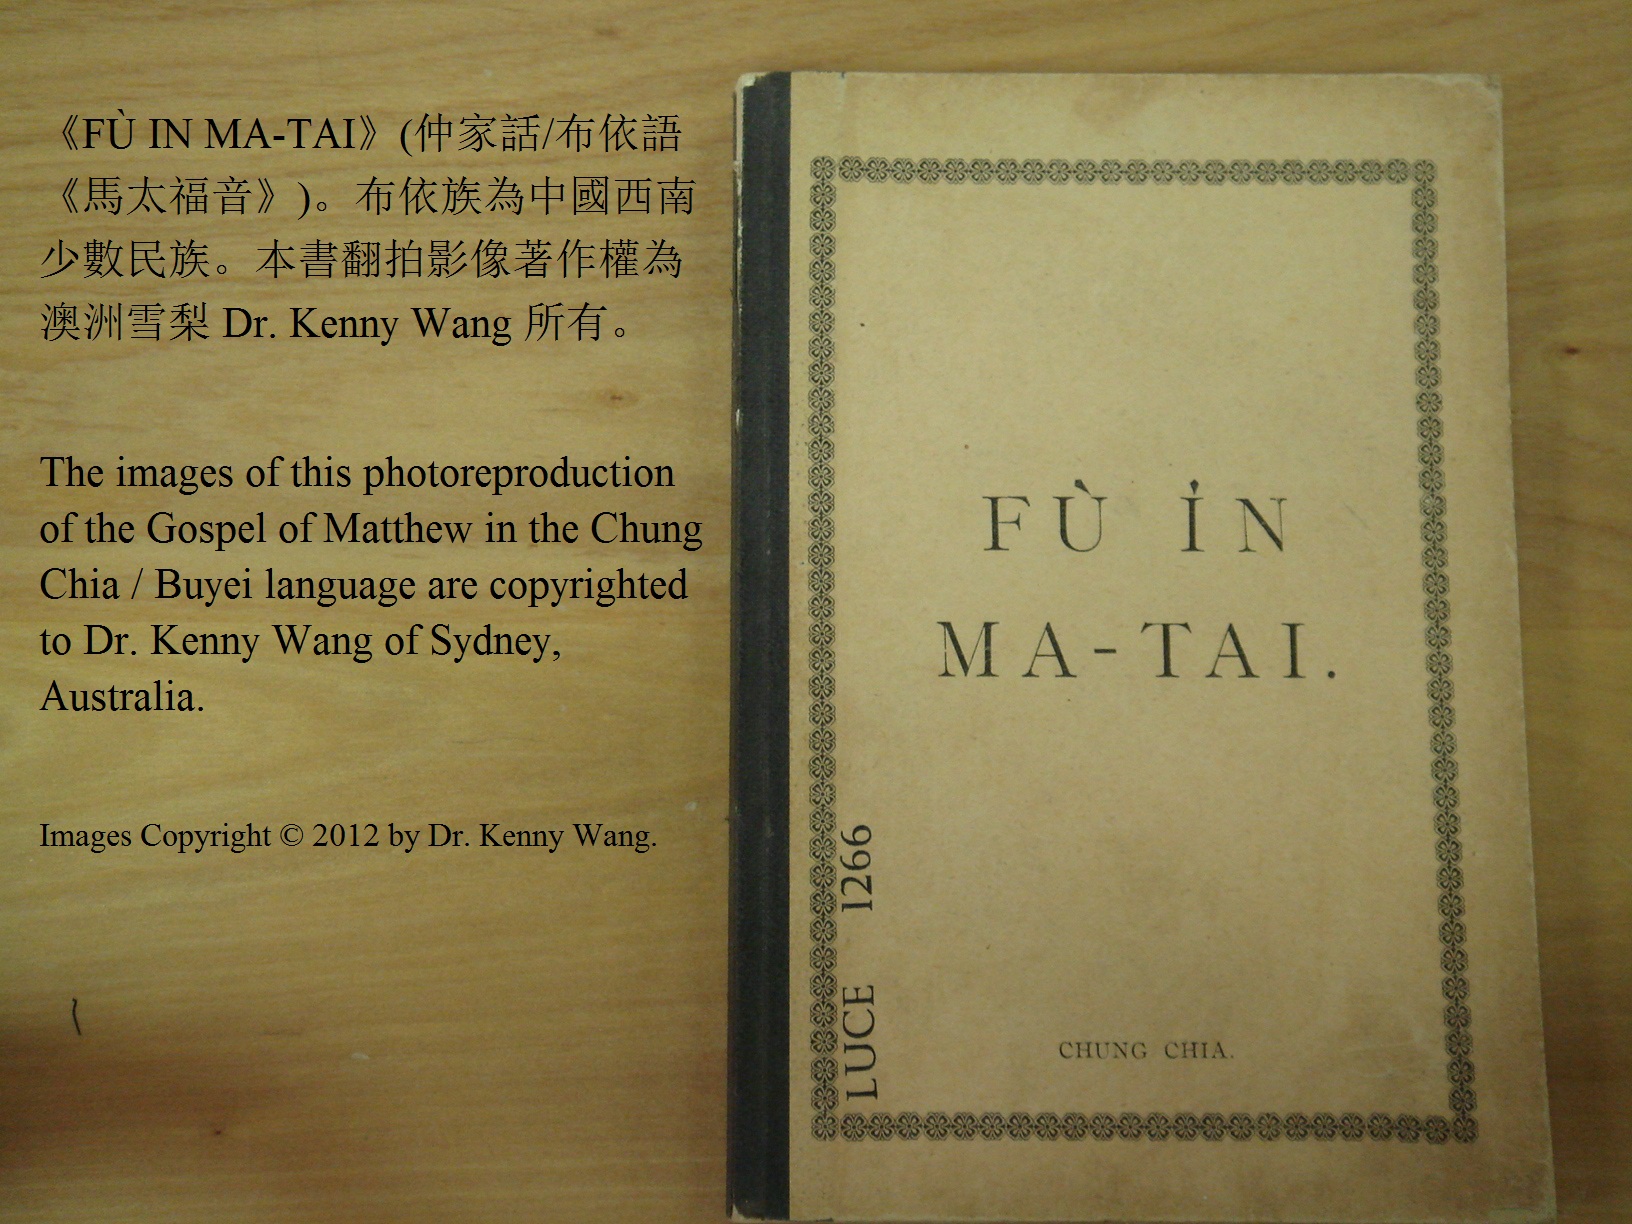 《FÙ IN MA-TAI》(仲家話/布依語
《馬太福音》)。布依族為中國西南
少數民族。本書翻拍影像著作權為
澳洲雪梨 Dr. Kenny Wang 所有。
The images of this photoreproduction
of the Gospel of Matthew in the Chung
Chia / Buyei language are copyrighted
to Dr. Kenny Wang of Sydney,
Australia.
Images Copyright © 2012 by Dr. Kenny Wang.
FÙ İN
MA-TAI.
LUCE 1266
CHUNG CHIA.